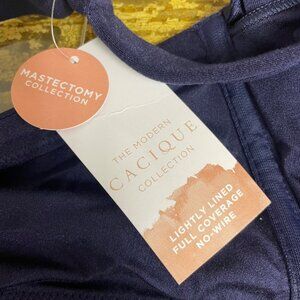 MASTECTOMY
COLLECTION
THE MODERN
CACIQUE
COLLECTION
LIGHTLY LINED
FULL COVERAGE
NO-WIRE